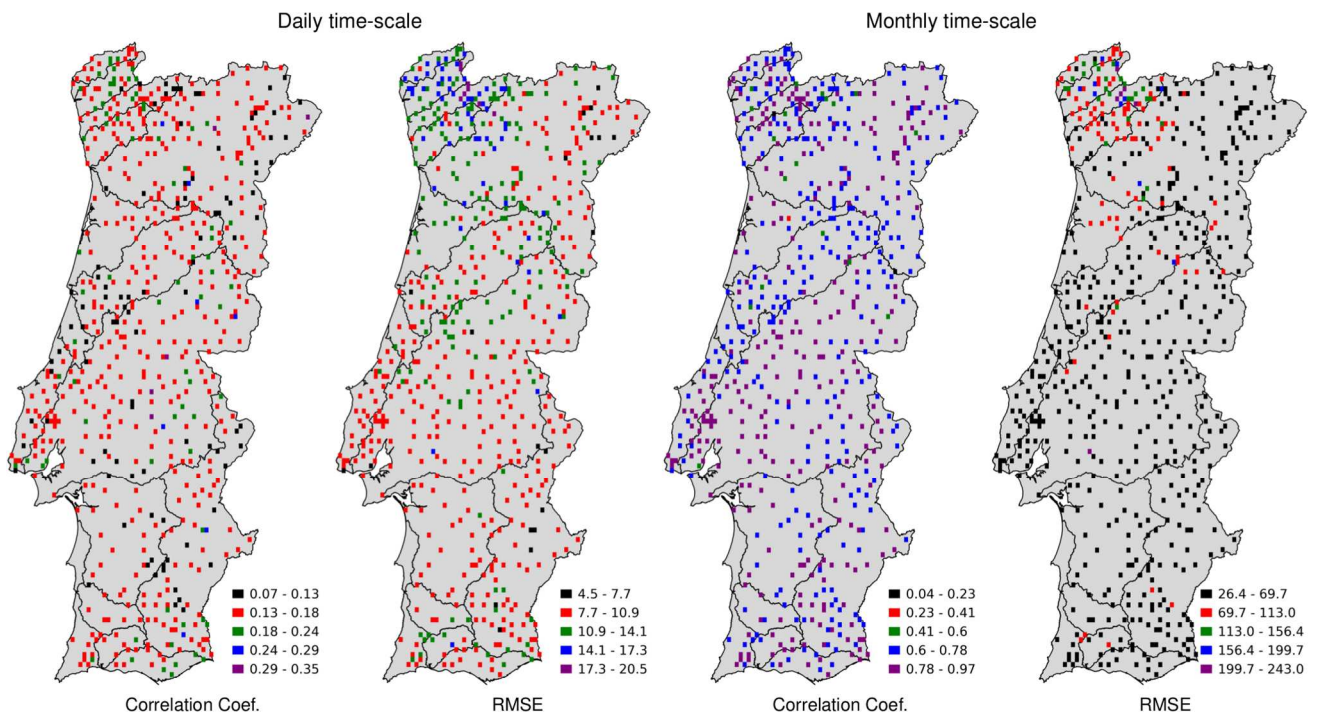 Daily time-scale
Monthly time-scale
0.07 - 0.13
0.13 - 0.18
0.18 - 0.24
0.24 - 0.29
0.29 - 0.35
4.5 - 7.7
7.7 - 10.9
10.9 - 14.1
14.1 - 17.3
17.3 - 20.5
0.04 - 0.23
0.23 - 0.41
0.41 - 0.6
0.6 - 0.78
0.78 - 0.97
26.4 - 69.7
69.7 - 113.0
113.0 - 156.4
156.4 - 199.7
199.7 - 243.0
Correlation Coef.
RMSE
Correlation Coef.
RMSE